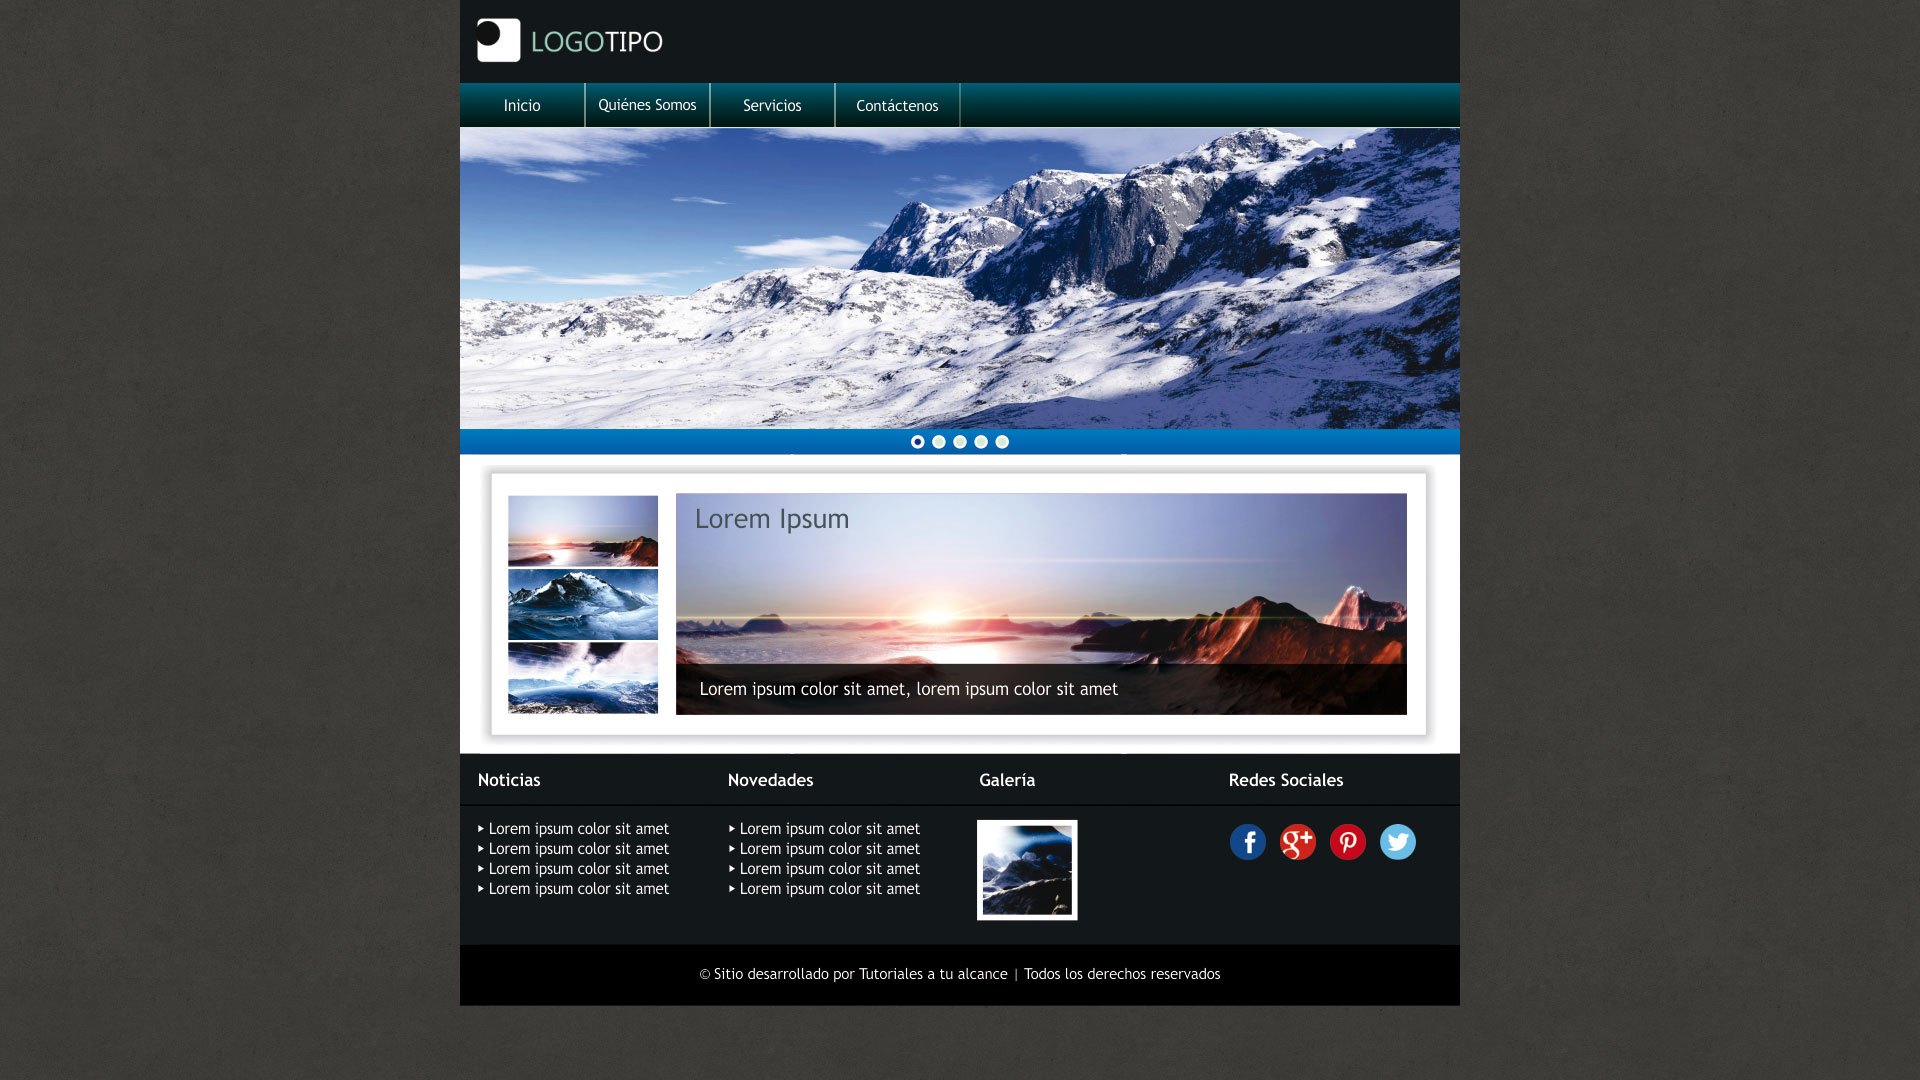 LOGOTIPO
Inicio
Quiénes Somos
Servicios
Contáctenos
Lorem Ipsum
Lorem ipsum color sit amet, lorem ipsum color sit amet
Noticias
Novedades
Galería
Redes Sociales
Lorem ipsum color sit amet
Lorem ipsum color sit amet
Lorem ipsum color sit amet
Lorem ipsum color sit amet
Lorem ipsum color sit amet
Lorem ipsum color sit amet
Lorem ipsum color sit amet
Lorem ipsum color sit amet
© Sitio desarrollado por Tutoriales a tu alcance | Todos los derechos reservados